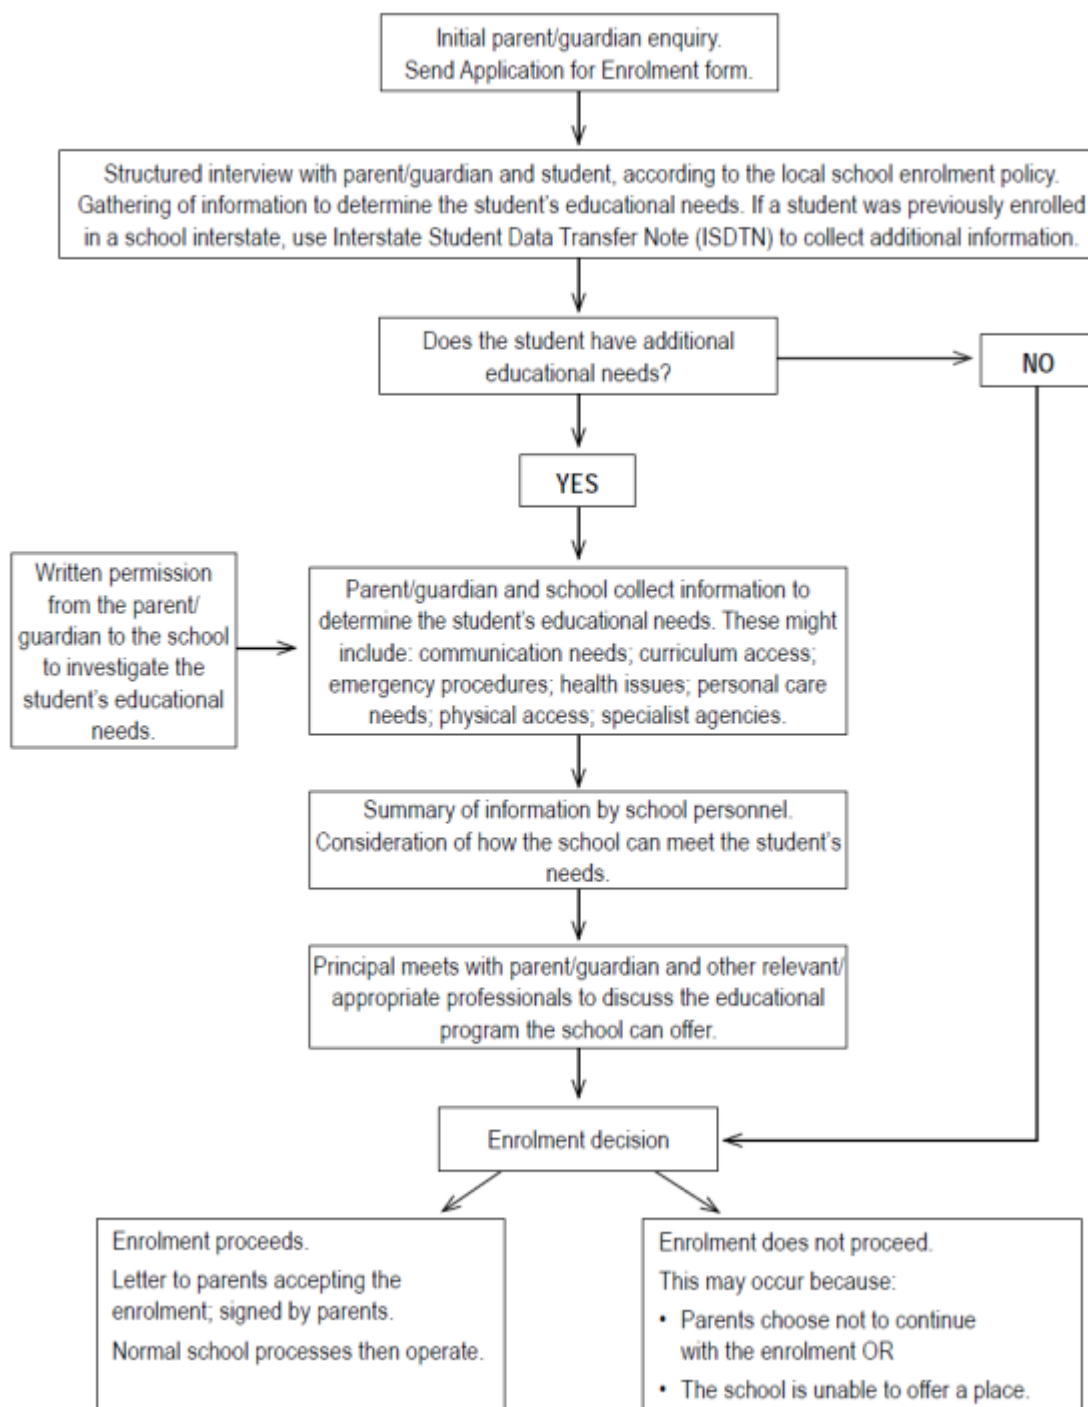 Initial parent/guardian enquiry.
Send Application for Enrolment form.
Structured interview with parent/guardian and student, according to the local school enrolment policy.
Gathering of information to determine the student's educational needs. If a student was previously enrolled
in a school interstate, use Interstate Student Data Transfer Note (ISDTN) to collect additional information.
Does the student have additional
educational needs?
NO
YES
Written permission
from the parent/
guardian to the school
to investigate the
student's educational
needs.
Parent/guardian and school collect information to
determine the student's educational needs. These might
include: communication needs; curriculum access;
emergency procedures; health issues; personal care
needs; physical access; specialist agencies.
Summary of information by school personnel.
Consideration of how the school can meet the student's
needs.
Principal meets with parent/guardian and other relevant/
appropriate professionals to discuss the educational
program the school can offer.
Enrolment decision
Enrolment proceeds.
Letter to parents accepting the
enrolment; signed by parents.
Normal school processes then operate.
Enrolment does not proceed.
This may occur because:
• Parents choose not to continue
with the enrolment OR
• The school is unable to offer a place.